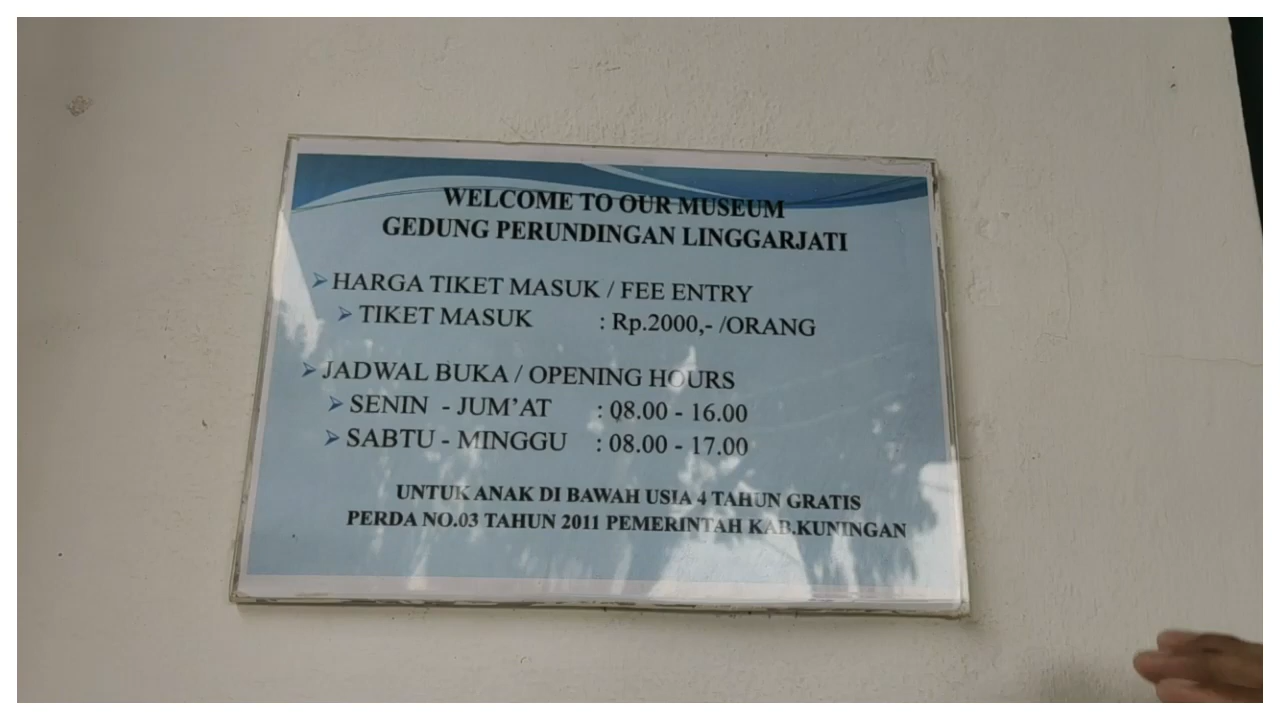 WELCOME TO OUR MUSEUM
GEDUNG PERUNDINGAN LINGGARJATI
HARGA TIKET MASUK / FEE ENTRY
TIKET MASUK : Rp.2000,- /ORANG
JADWAL BUKA / OPENING HOURS
SENIN - JUM'AT : 08.00 - 16.00
SABTU - MINGGU : 08.00 - 17.00
UNTUK ANAK DI BAWAH USIA 4 TAHUN GRATIS
PERDA NO.03 TAHUN 2011 PEMERINTAH KAB.KUNINGAN